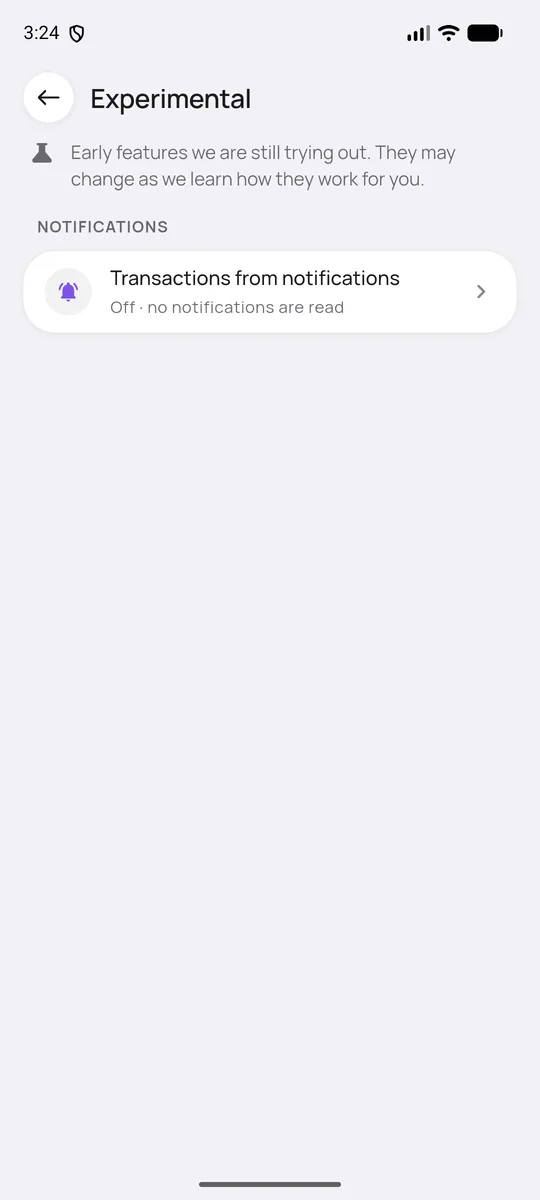 3:24
Experimental
Early features we are still trying out. They may
change as we learn how they work for you.
NOTIFICATIONS
Transactions from notifications
Off · no notifications are read